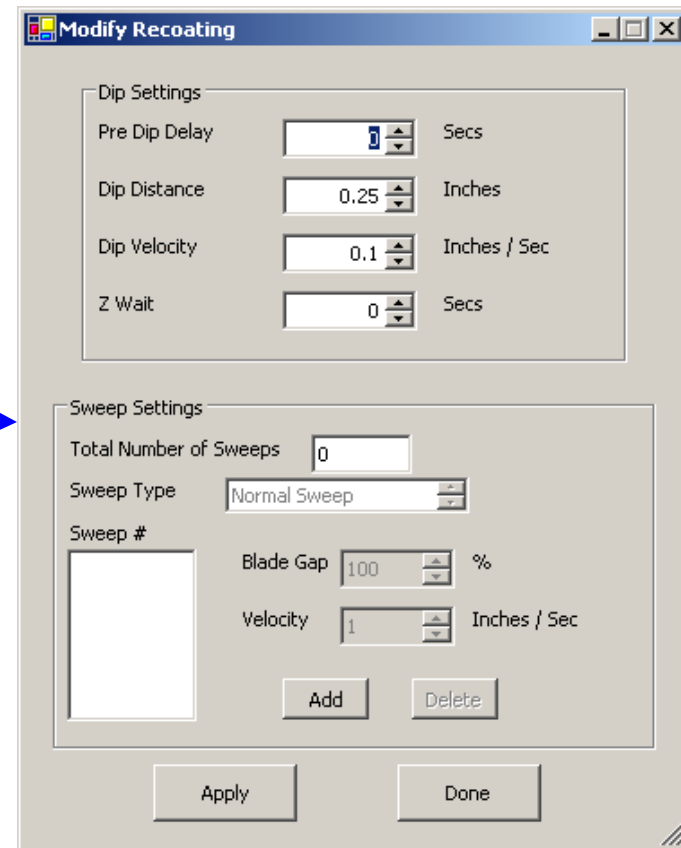 Modify Recoating
Dip Settings
Pre Dip Delay 0 Secs
Dip Distance 0.25 Inches
Dip Velocity 0.1 Inches / Sec
Z Wait 0 Secs
Sweep Settings
Total Number of Sweeps 0
Sweep Type Normal Sweep
Sweep #
Blade Gap 100 %
Velocity 1 Inches / Sec
Add Delete
Apply Done